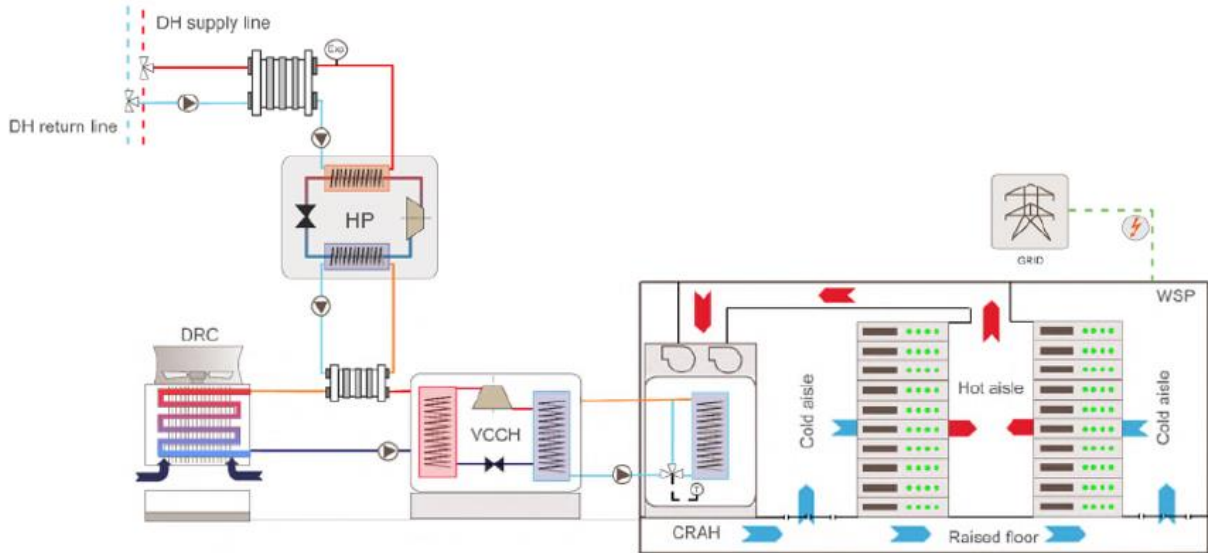 DH supply line
Exp
DH return line
HP
GRID
WSP
DRC
Cold aisle
Hot aisle
Cold aisle
VCCH
T
CRAH
Raised floor